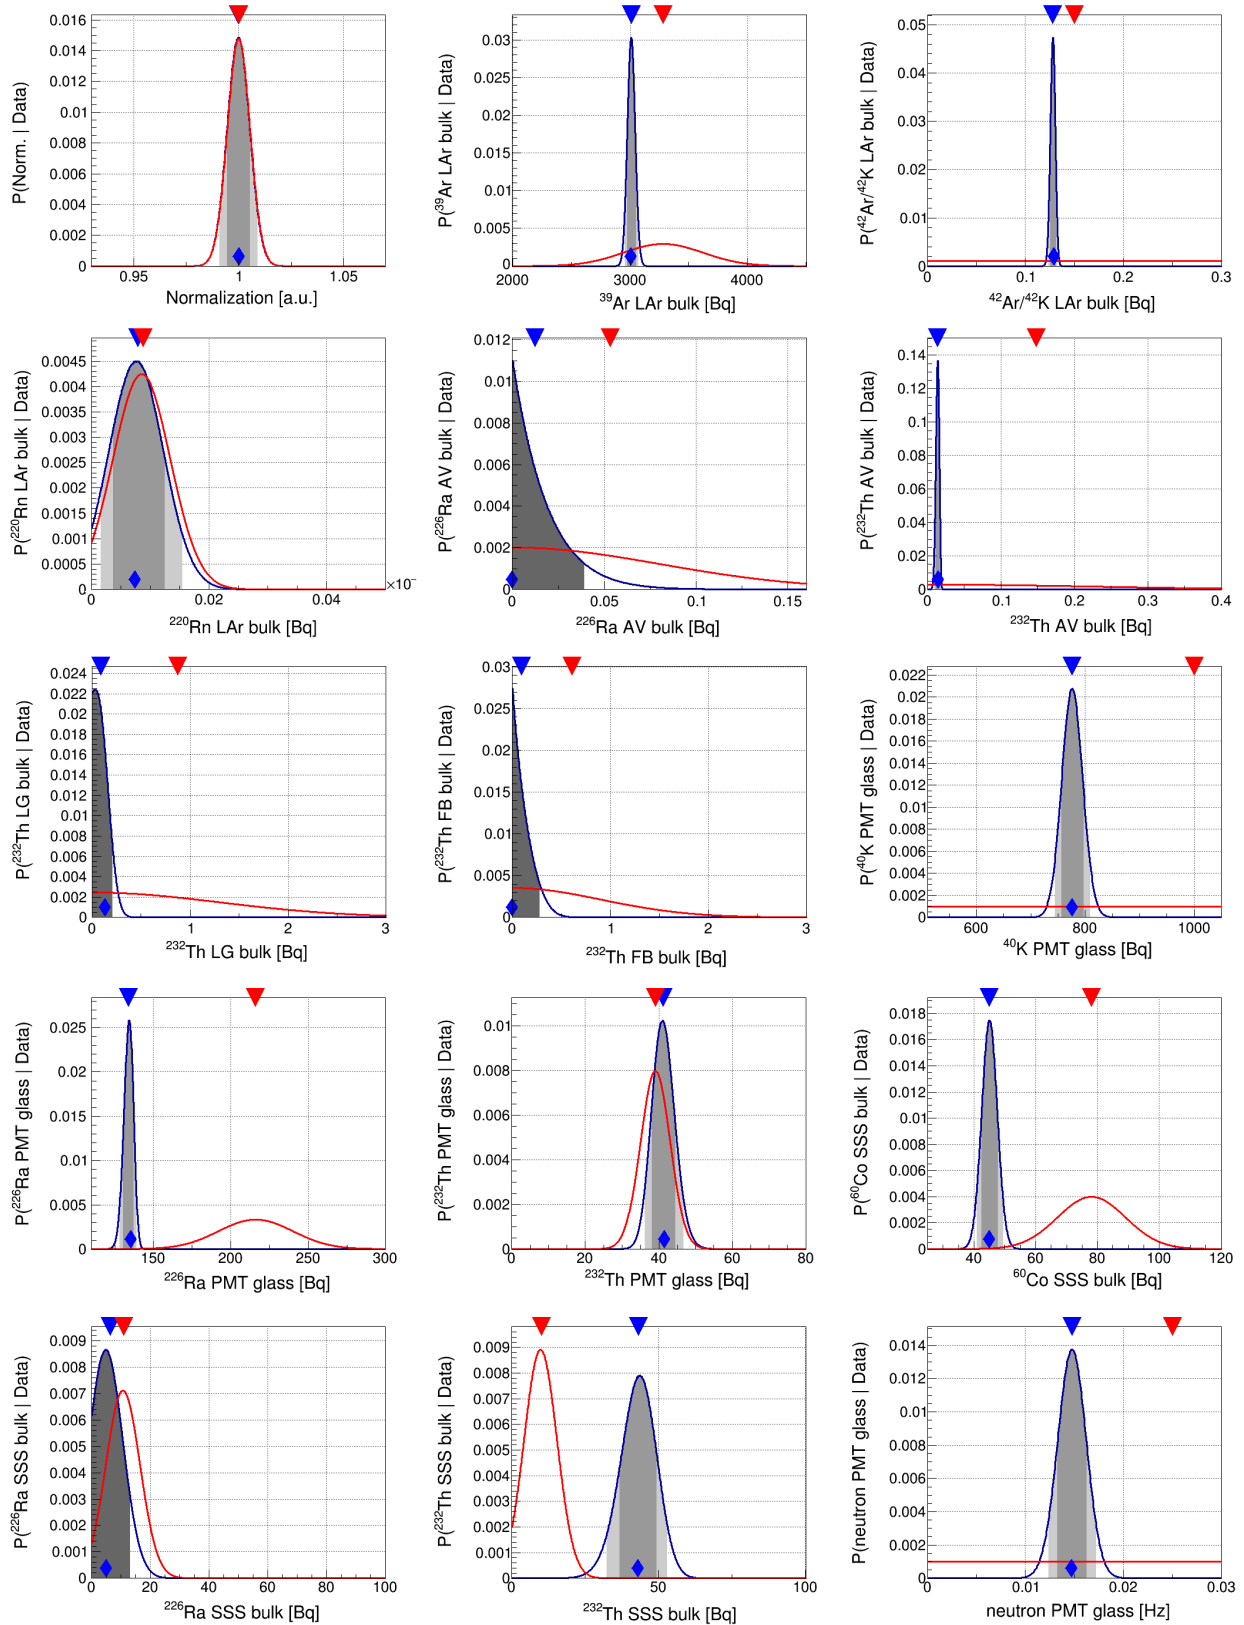 P(Norm. | Data)
0.016
0.014
0.012
0.01
0.008
0.006
0.004
0.002
0
0.95 1 1.05
Normalization [a.u.]
P(³⁹Ar LAr bulk | Data)
0.03
0.025
0.02
0.015
0.01
0.005
0
2000 3000 4000
³⁹Ar LAr bulk [Bq]
P(⁴²Ar/⁴²K LAr bulk | Data)
0.05
0.04
0.03
0.02
0.01
0
0 0.1 0.2 0.3
⁴²Ar/⁴²K LAr bulk [Bq]
P(²²⁰Rn LAr bulk | Data)
0.0045
0.004
0.0035
0.003
0.0025
0.002
0.0015
0.001
0.0005
0
0 0.02 0.04
×10⁻
²²⁰Rn LAr bulk [Bq]
P(²²⁶Ra AV bulk | Data)
0.012
0.01
0.008
0.006
0.004
0.002
0
0 0.05 0.1 0.15
²²⁶Ra AV bulk [Bq]
P(²³²Th AV bulk | Data)
0.14
0.12
0.1
0.08
0.06
0.04
0.02
0
0 0.1 0.2 0.3 0.4
²³²Th AV bulk [Bq]
P(²³²Th LG bulk | Data)
0.024
0.022
0.02
0.018
0.016
0.014
0.012
0.01
0.008
0.006
0.004
0.002
0
0 1 2 3
²³²Th LG bulk [Bq]
P(²³²Th FB bulk | Data)
0.03
0.025
0.02
0.015
0.01
0.005
0
0 1 2 3
²³²Th FB bulk [Bq]
P(⁴⁰K PMT glass | Data)
0.022
0.02
0.018
0.016
0.014
0.012
0.01
0.008
0.006
0.004
0.002
0
600 800 1000
⁴⁰K PMT glass [Bq]
P(²²⁶Ra PMT glass | Data)
0.025
0.02
0.015
0.01
0.005
0
150 200 250 300
²²⁶Ra PMT glass [Bq]
P(²³²Th PMT glass | Data)
0.01
0.008
0.006
0.004
0.002
0
0 20 40 60 80
²³²Th PMT glass [Bq]
P(⁶⁰Co SSS bulk | Data)
0.018
0.016
0.014
0.012
0.01
0.008
0.006
0.004
0.002
0
40 60 80 100 120
⁶⁰Co SSS bulk [Bq]
P(²²⁶Ra SSS bulk | Data)
0.009
0.008
0.007
0.006
0.005
0.004
0.003
0.002
0.001
0
0 20 40 60 80 100
²²⁶Ra SSS bulk [Bq]
P(²³²Th SSS bulk | Data)
0.009
0.008
0.007
0.006
0.005
0.004
0.003
0.002
0.001
0
0 50 100
²³²Th SSS bulk [Bq]
P(neutron PMT glass | Data)
0.014
0.012
0.01
0.008
0.006
0.004
0.002
0
0 0.01 0.02 0.03
neutron PMT glass [Hz]